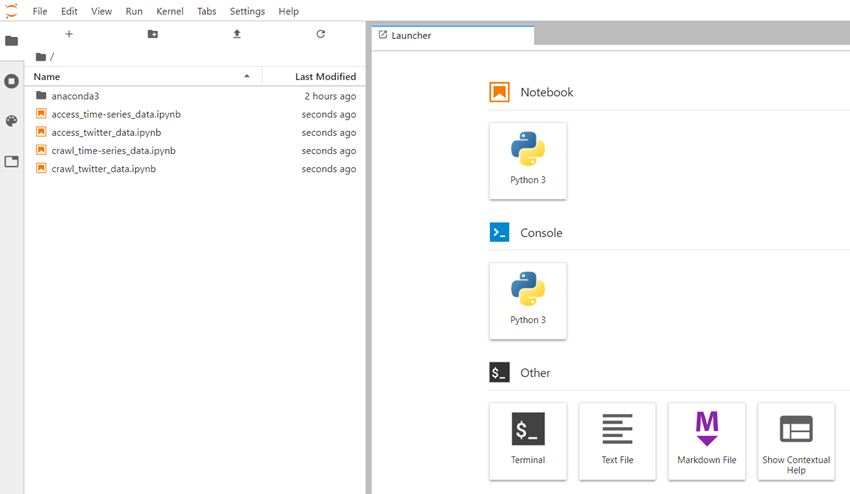 File Edit View Run Kernel Tabs Settings Help
/
Name Last Modified
anaconda3 2 hours ago
access_time-series_data.ipynb seconds ago
access_twitter_data.ipynb seconds ago
crawl_time-series_data.ipynb seconds ago
crawl_twitter_data.ipynb seconds ago
Launcher
Notebook
Python 3
Console
Python 3
$_ Other
$_
Terminal
Text File
M
Markdown File
Show Contextual
Help